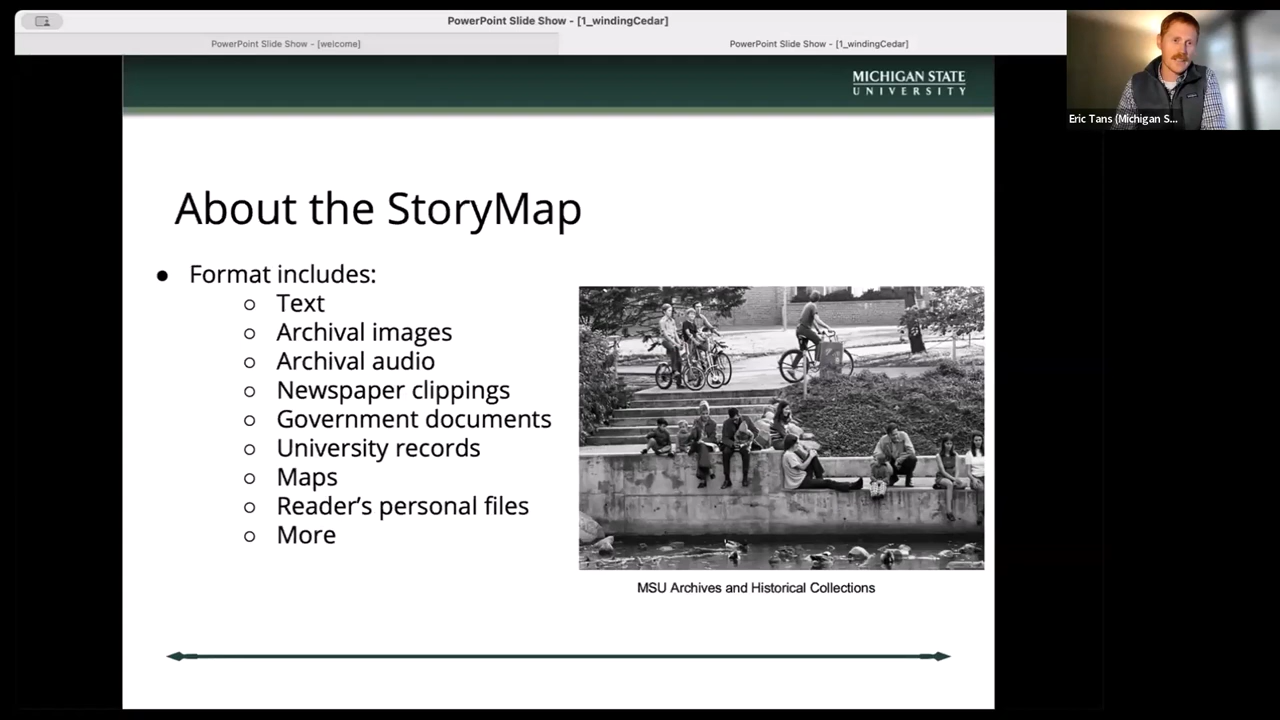 PowerPoint Slide Show - [1_windingCedar]
PowerPoint Slide Show - [welcome]
PowerPoint Slide Show - [1_windingCedar]
MICHIGAN STATE
UNIVERSITY
Eric Tans (Michigan S...
About the StoryMap
● Format includes:
○ Text
○ Archival images
○ Archival audio
○ Newspaper clippings
○ Government documents
○ University records
○ Maps
○ Reader’s personal files
○ More
MSU Archives and Historical Collections